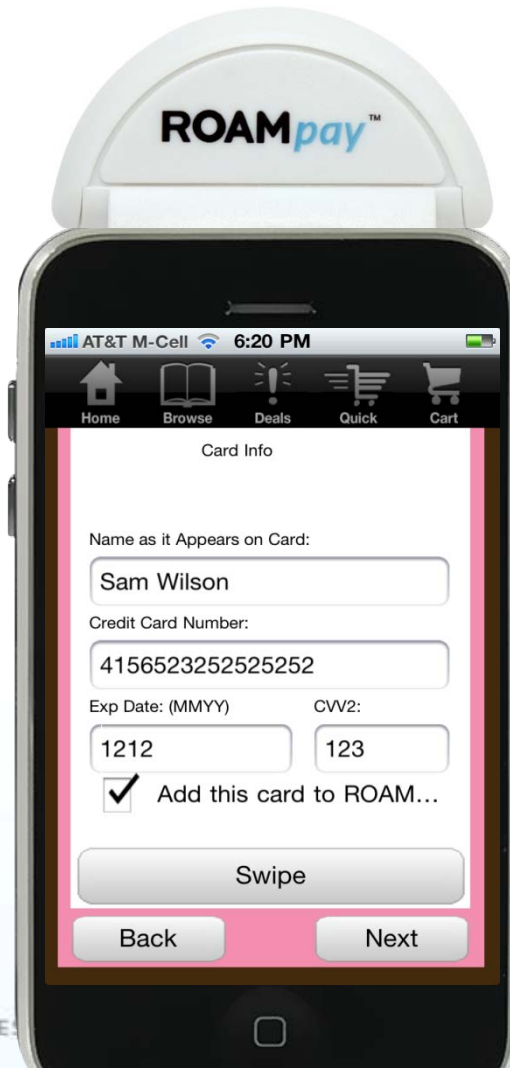 ROAMpay™
AT&T M-Cell 6:20 PM
Home Browse Deals Quick Cart
Card Info
Name as it Appears on Card:
Sam Wilson
Credit Card Number:
4156523252525252
Exp Date: (MMYY) CVV2:
1212 123
Add this card to ROAM...
Swipe
Back Next